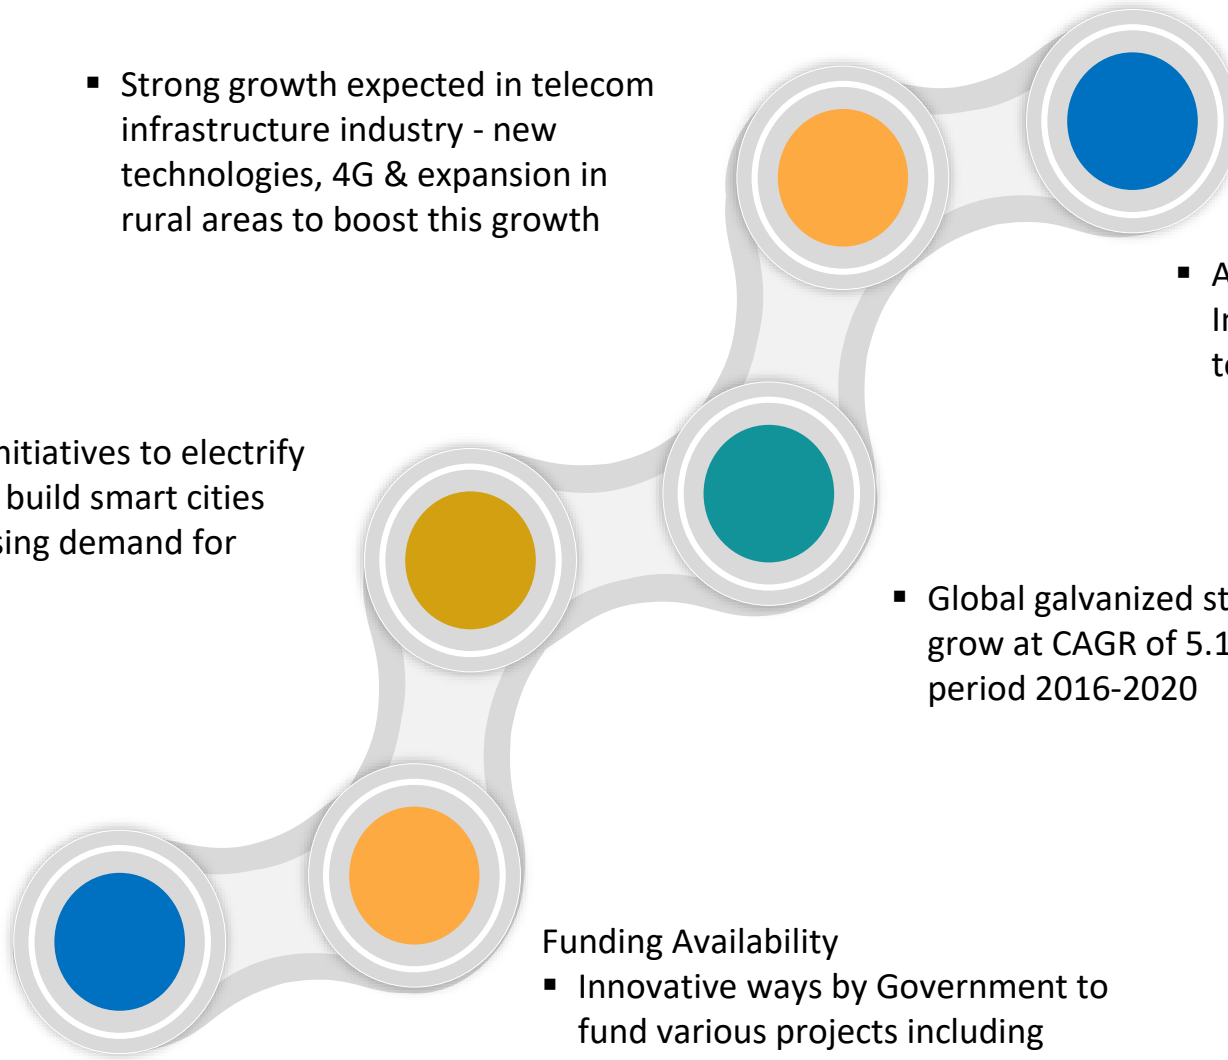 ▪ Strong growth expected in telecom
infrastructure industry - new
technologies, 4G & expansion in
rural areas to boost this growth
nitiatives to electrify
build smart cities
sing demand for
▪ Global galvanized st
grow at CAGR of 5.1
period 2016-2020
Funding Availability
▪ Innovative ways by Government to
fund various projects including